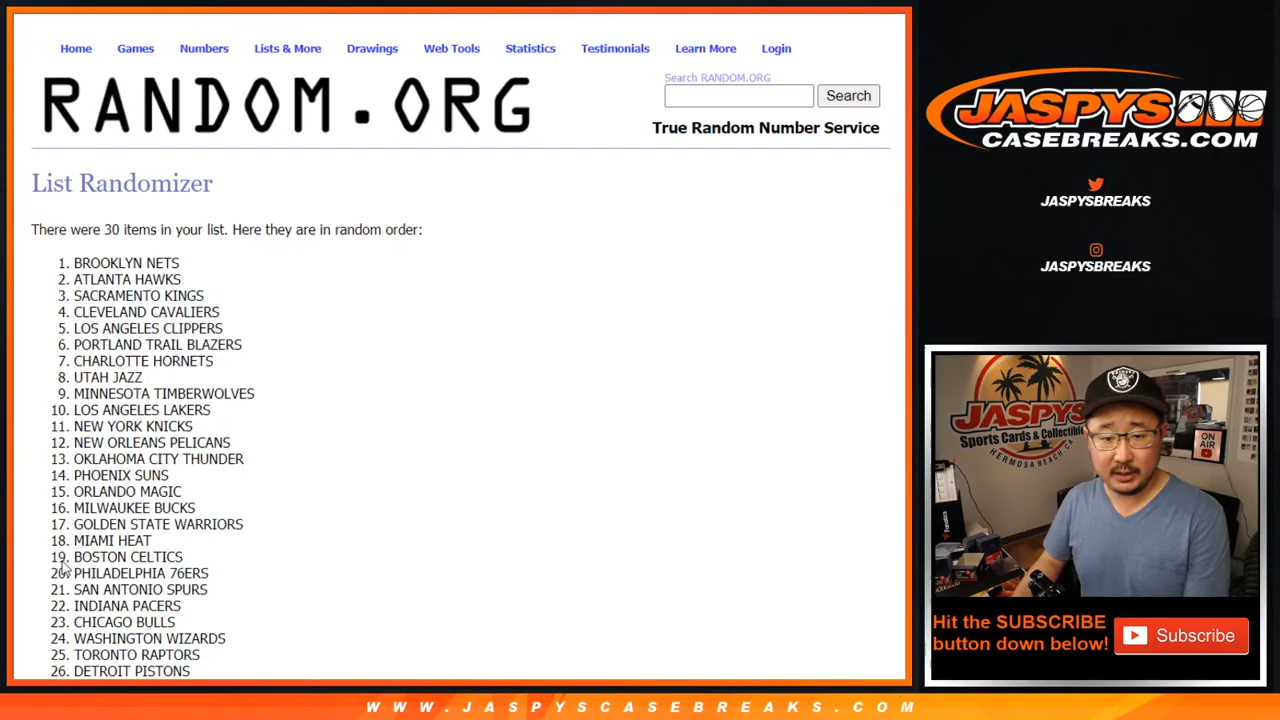 Home Games Numbers Lists & More Drawings Web Tools Statistics Testimonials Learn More Login
RANDOM.ORG
Search RANDOM.ORG
Search
True Random Number Service
List Randomizer
There were 30 items in your list. Here they are in random order:
1. BROOKLYN NETS
2. ATLANTA HAWKS
3. SACRAMENTO KINGS
4. CLEVELAND CAVALIERS
5. LOS ANGELES CLIPPERS
6. PORTLAND TRAIL BLAZERS
7. CHARLOTTE HORNETS
8. UTAH JAZZ
9. MINNESOTA TIMBERWOLVES
10. LOS ANGELES LAKERS
11. NEW YORK KNICKS
12. NEW ORLEANS PELICANS
13. OKLAHOMA CITY THUNDER
14. PHOENIX SUNS
15. ORLANDO MAGIC
16. MILWAUKEE BUCKS
17. GOLDEN STATE WARRIORS
18. MIAMI HEAT
19. BOSTON CELTICS
20. PHILADELPHIA 76ERS
21. SAN ANTONIO SPURS
22. INDIANA PACERS
23. CHICAGO BULLS
24. WASHINGTON WIZARDS
25. TORONTO RAPTORS
26. DETROIT PISTONS
JASPYS
CASEBREAKS.COM
JASPYSBREAKS
JASPYSBREAKS
JASPYS
Sports Cards & Collectible
HERMOSA BEACH, CA
ON
AIR
Fanatics
Hit the SUBSCRIBE
button down below!
Subscribe
WWW.JASPYSCASEBREAKS.COM